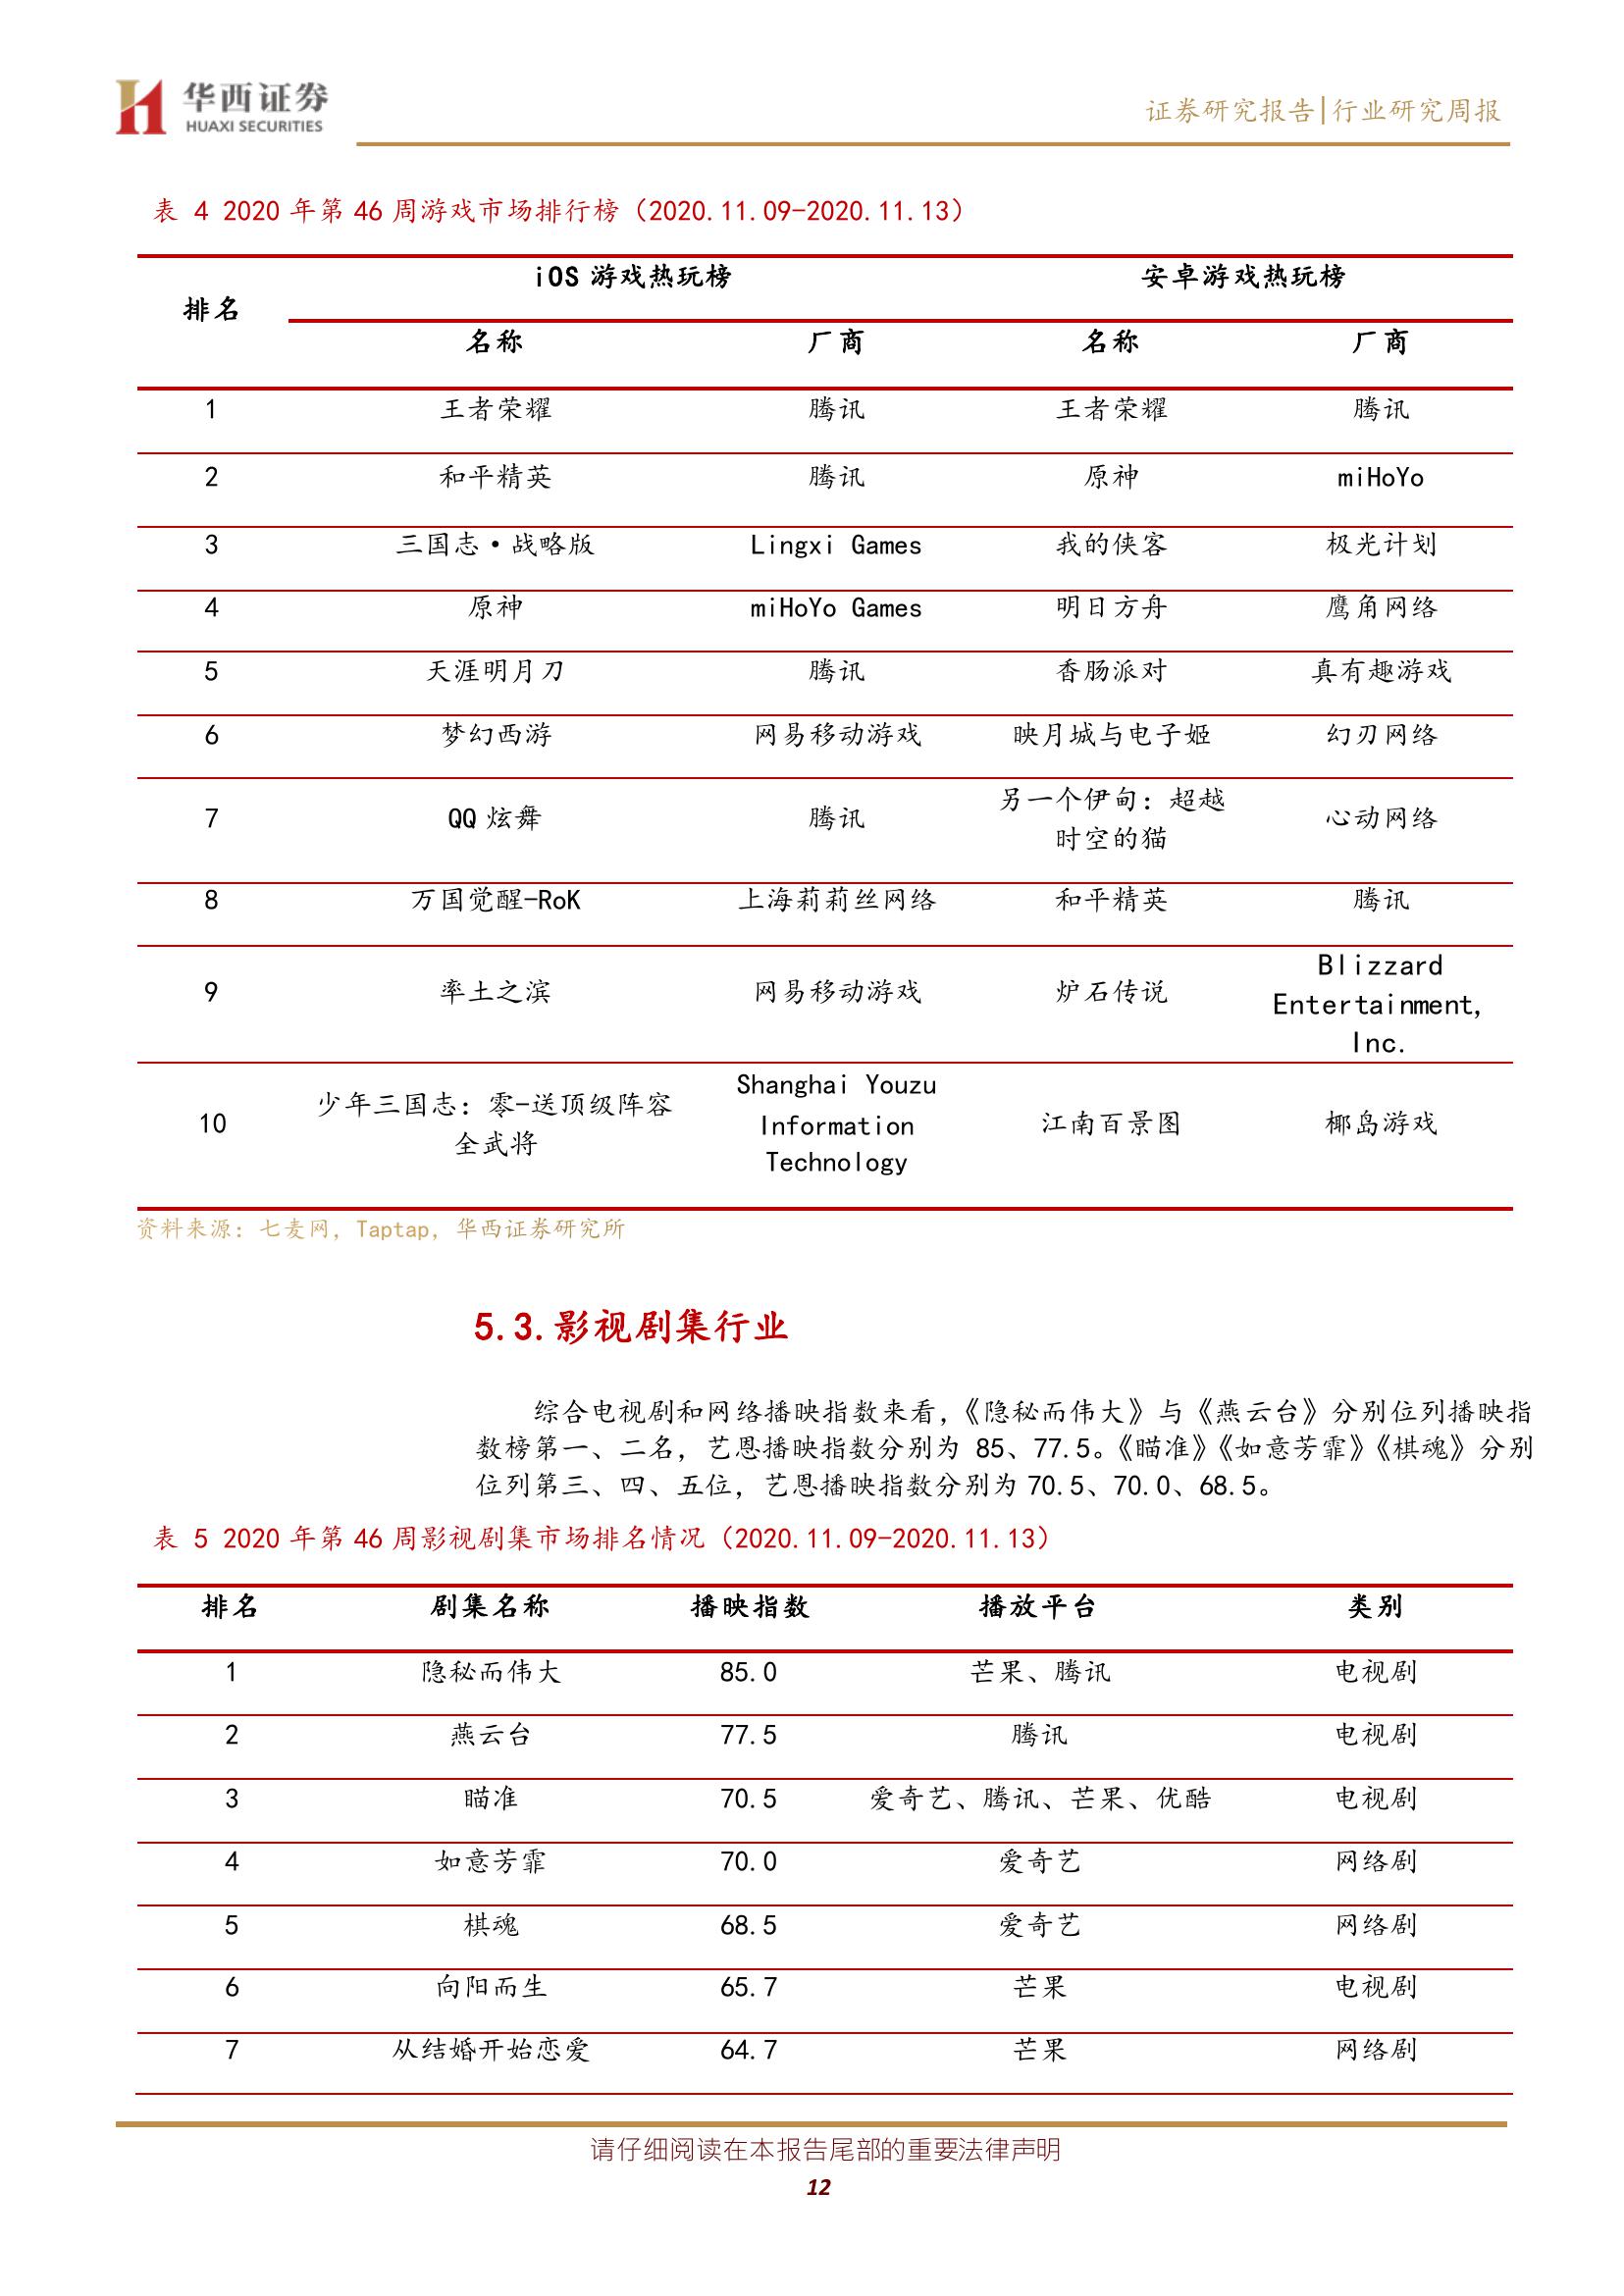 华西证券
HUAXI SECURITIES
证券研究报告|行业研究周报
表 4 2020 年第 46 周游戏市场排行榜（2020.11.09-2020.11.13）
排名 iOS 游戏热玩榜 安卓游戏热玩榜
名称 厂商 名称 厂商
1 王者荣耀 腾讯 王者荣耀 腾讯
2 和平精英 腾讯 原神 miHoYo
3 三国志·战略版 Lingxi Games 我的侠客 极光计划
4 原神 miHoYo Games 明日方舟 鹰角网络
5 天涯明月刀 腾讯 香肠派对 真有趣游戏
6 梦幻西游 网易移动游戏 映月城与电子姬 幻刃网络
7 QQ 炫舞 腾讯 另一个伊甸：超越
时空的猫 心动网络
8 万国觉醒-RoK 上海莉莉丝网络 和平精英 腾讯
9 率土之滨 网易移动游戏 炉石传说 Blizzard
Entertainment,
Inc.
10 少年三国志：零-送顶级阵容
全武将 Shanghai Youzu
Information
Technology 江南百景图 椰岛游戏
资料来源：七麦网，Taptap，华西证券研究所
5.3.影视剧集行业
综合电视剧和网络播映指数来看，《隐秘而伟大》与《燕云台》分别位列播映指
数榜第一、二名，艺恩播映指数分别为 85、77.5。《瞄准》《如意芳霏》《棋魂》分别
位列第三、四、五位，艺恩播映指数分别为 70.5、70.0、68.5。
表 5 2020 年第 46 周影视剧集市场排名情况（2020.11.09-2020.11.13）
排名 剧集名称 播映指数 播放平台 类别
1 隐秘而伟大 85.0 芒果、腾讯 电视剧
2 燕云台 77.5 腾讯 电视剧
3 瞄准 70.5 爱奇艺、腾讯、芒果、优酷 电视剧
4 如意芳霏 70.0 爱奇艺 网络剧
5 棋魂 68.5 爱奇艺 网络剧
6 向阳而生 65.7 芒果 电视剧
7 从结婚开始恋爱 64.7 芒果 网络剧
请仔细阅读在本报告尾部的重要法律声明
12